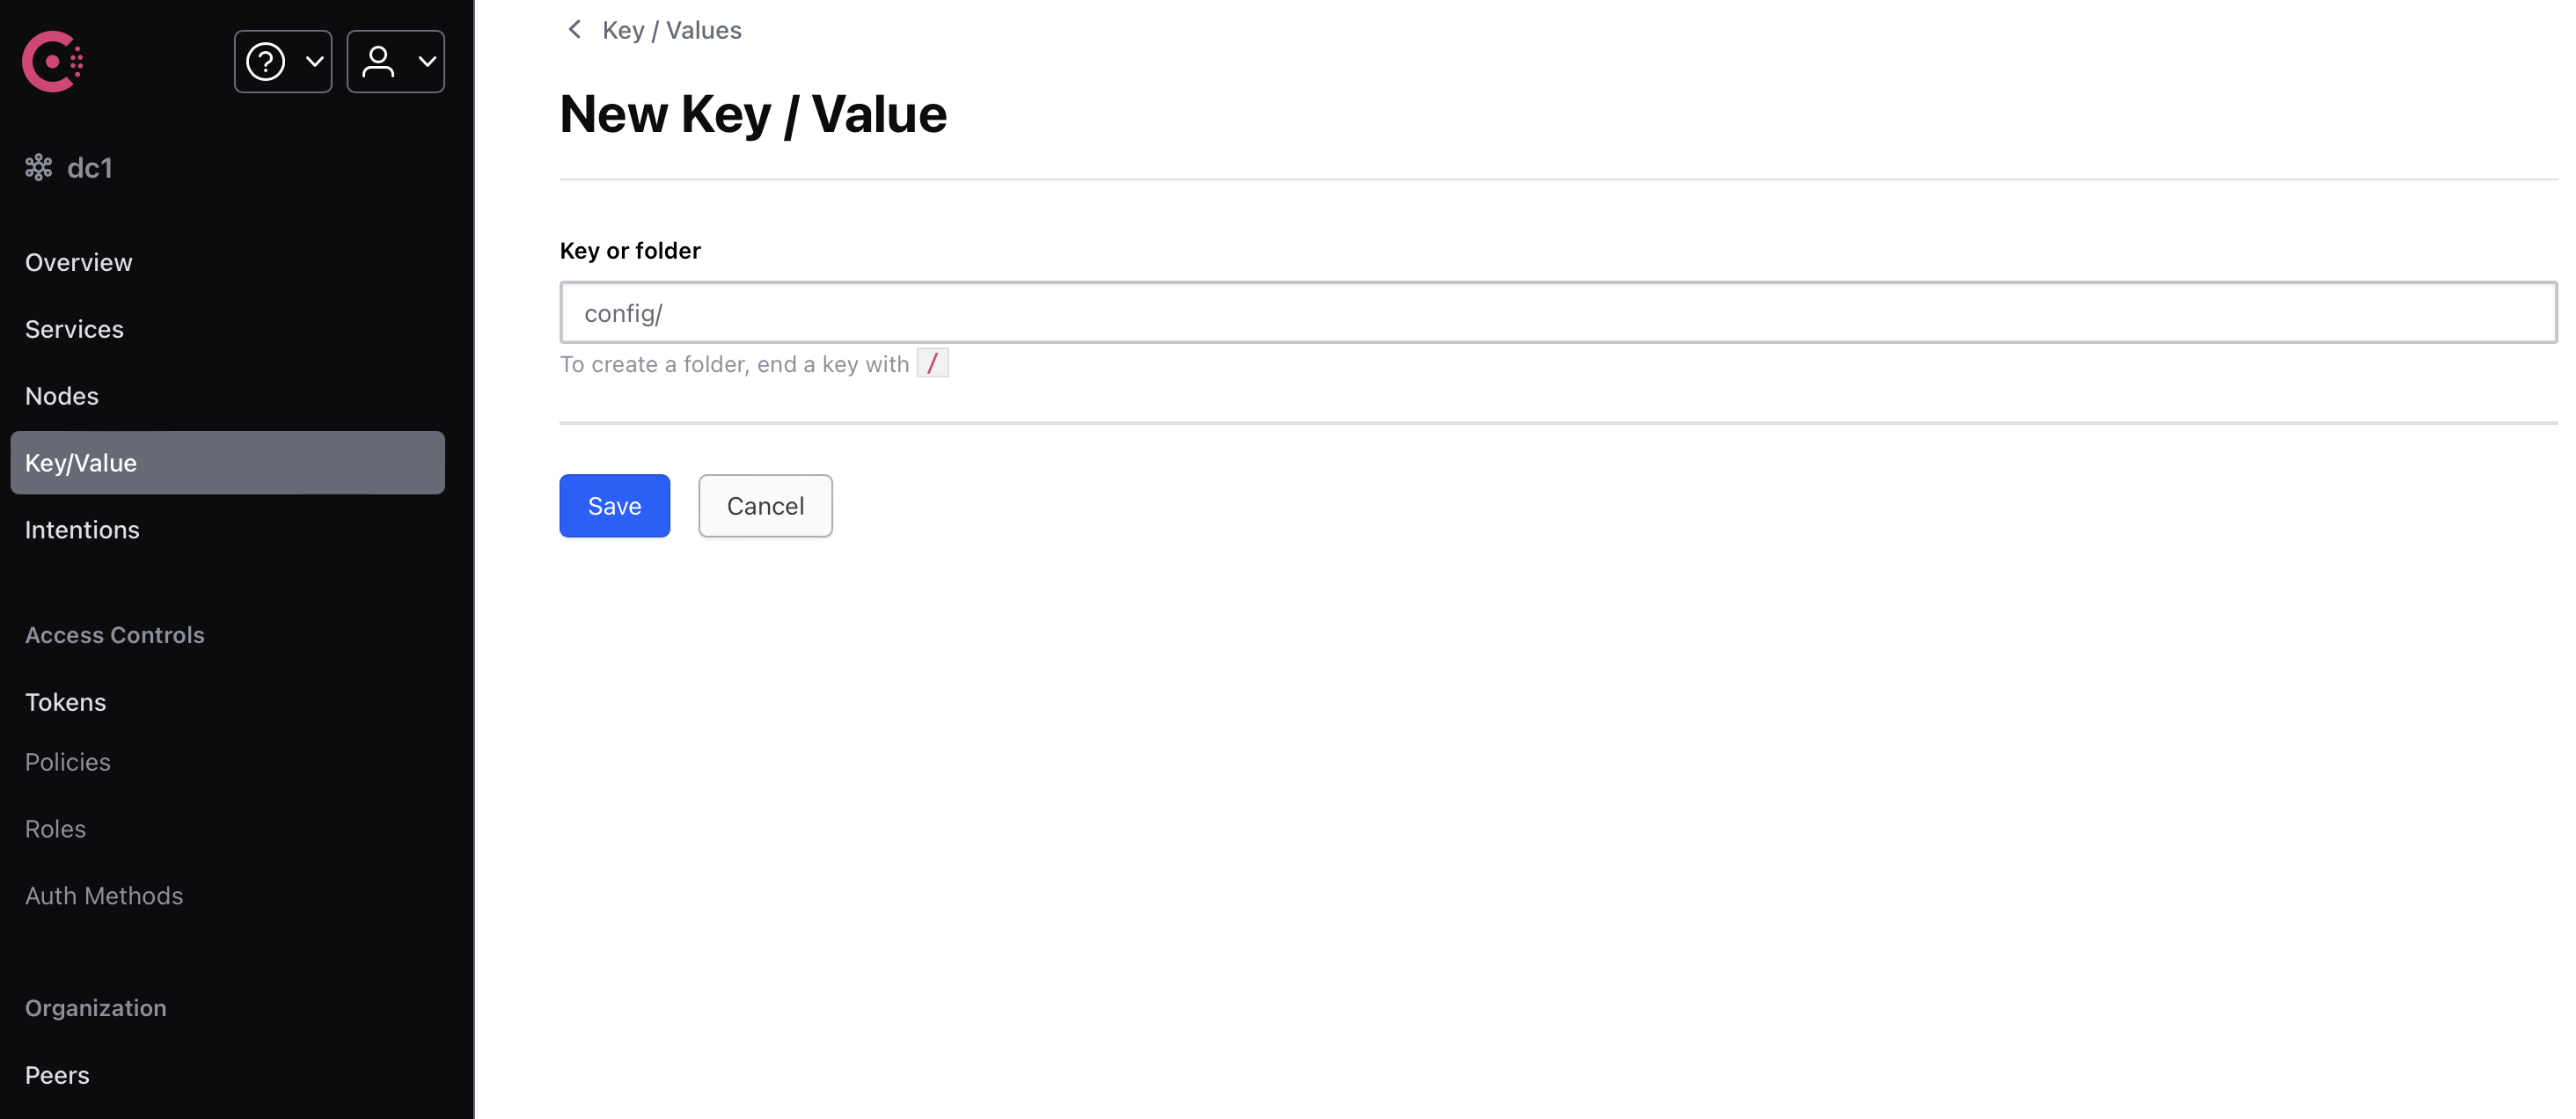 dc1
Overview
Services
Nodes
Key/Value
Intentions
Access Controls
Tokens
Policies
Roles
Auth Methods
Organization
Peers
Key / Values
New Key / Value
Key or folder
config/
To create a folder, end a key with /
Save
Cancel